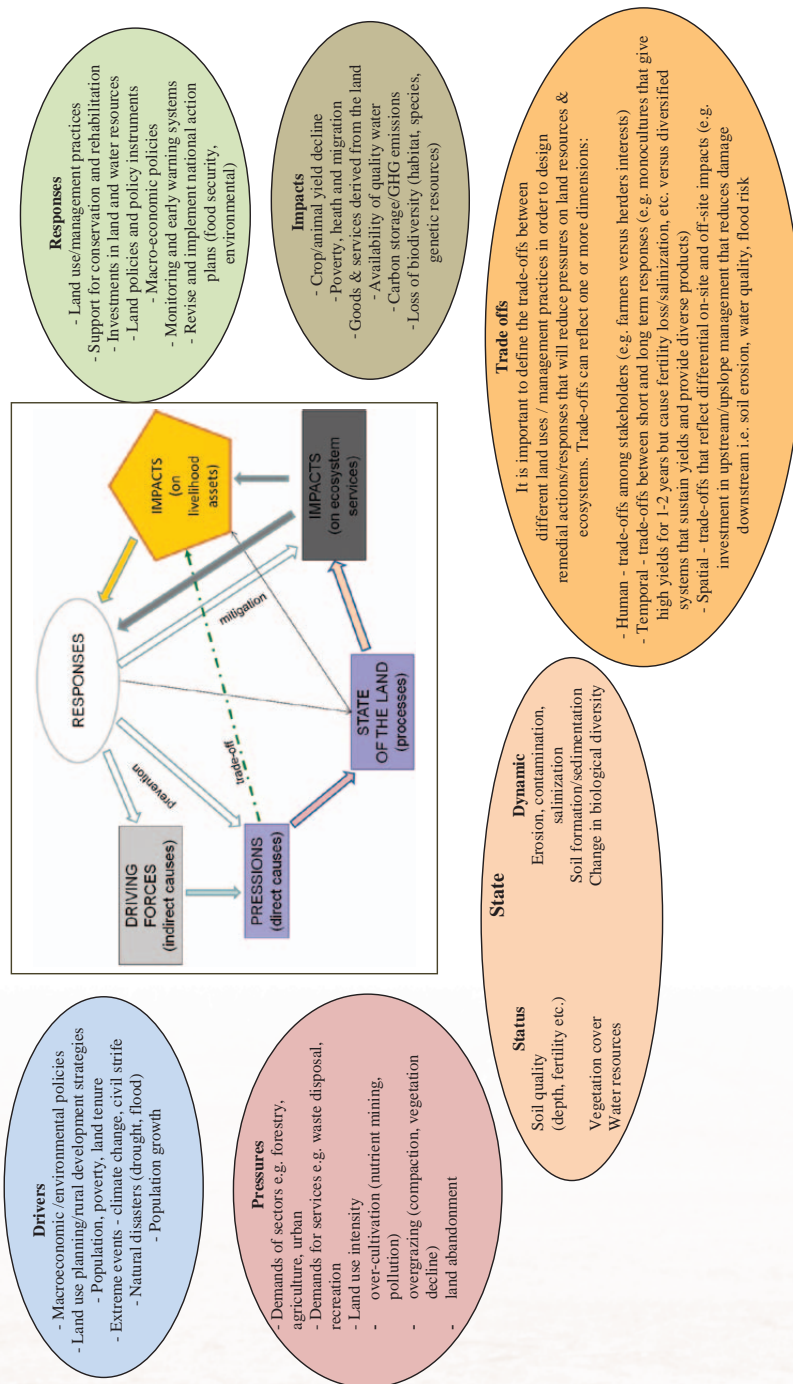 Drivers
- Macroeconomic /environmental policies
- Land use planning/rural development strategies
- Population, poverty, land tenure
- Extreme events - climate change, civil strife
- Natural disasters (drought, flood)
- Population growth
Pressures
- Demands of sectors e.g. forestry,
agriculture, urban
- Demands for services e.g. waste disposal,
recreation
- Land use intensity
- over-cultivation (nutrient mining,
pollution)
- overgrazing (compaction, vegetation
decline)
- land abandonment
RESPONSES
DRIVING
FORCES
(indirect causes)
prevention
PRESSIONS
(direct causes)
trade-off
mitigation
STATE
OF THE LAND
(processes)
IMPACTS
(on
livelihood
assets)
IMPACTS
(on ecosystem
services)
Responses
- Land use/management practices
- Support for conservation and rehabilitation
- Investments in land and water resources
- Land policies and policy instruments
- Macro-economic policies
- Monitoring and early warning systems
- Revise and implement national action
plans (food security,
environmental)
Impacts
- Crop/animal yield decline
- Poverty, heath and migration
- Goods & services derived from the land
- Availability of quality water
- Carbon storage/GHG emissions
- Loss of biodiversity (habitat, species,
genetic resources)
State
Status
Soil quality
(depth, fertility etc.)
Vegetation cover
Water resources
Dynamic
Erosion, contamination,
salinization
Soil formation/sedimentation
Change in biological diversity
Trade offs
It is important to define the trade-offs between
different land uses / management practices in order to design
remedial actions/responses that will reduce pressures on land resources &
ecosystems. Trade-offs can reflect one or more dimensions:
- Human - trade-offs among stakeholders (e.g. farmers versus herders interests)
- Temporal - trade-offs between short and long term responses (e.g. monocultures that give
high yields for 1-2 years but cause fertility loss/salinization, etc. versus diversified
systems that sustain yields and provide diverse products)
- Spatial - trade-offs that reflect differential on-site and off-site impacts (e.g.
investment in upstream/upslope management that reduces damage
downstream i.e. soil erosion, water quality, flood risk